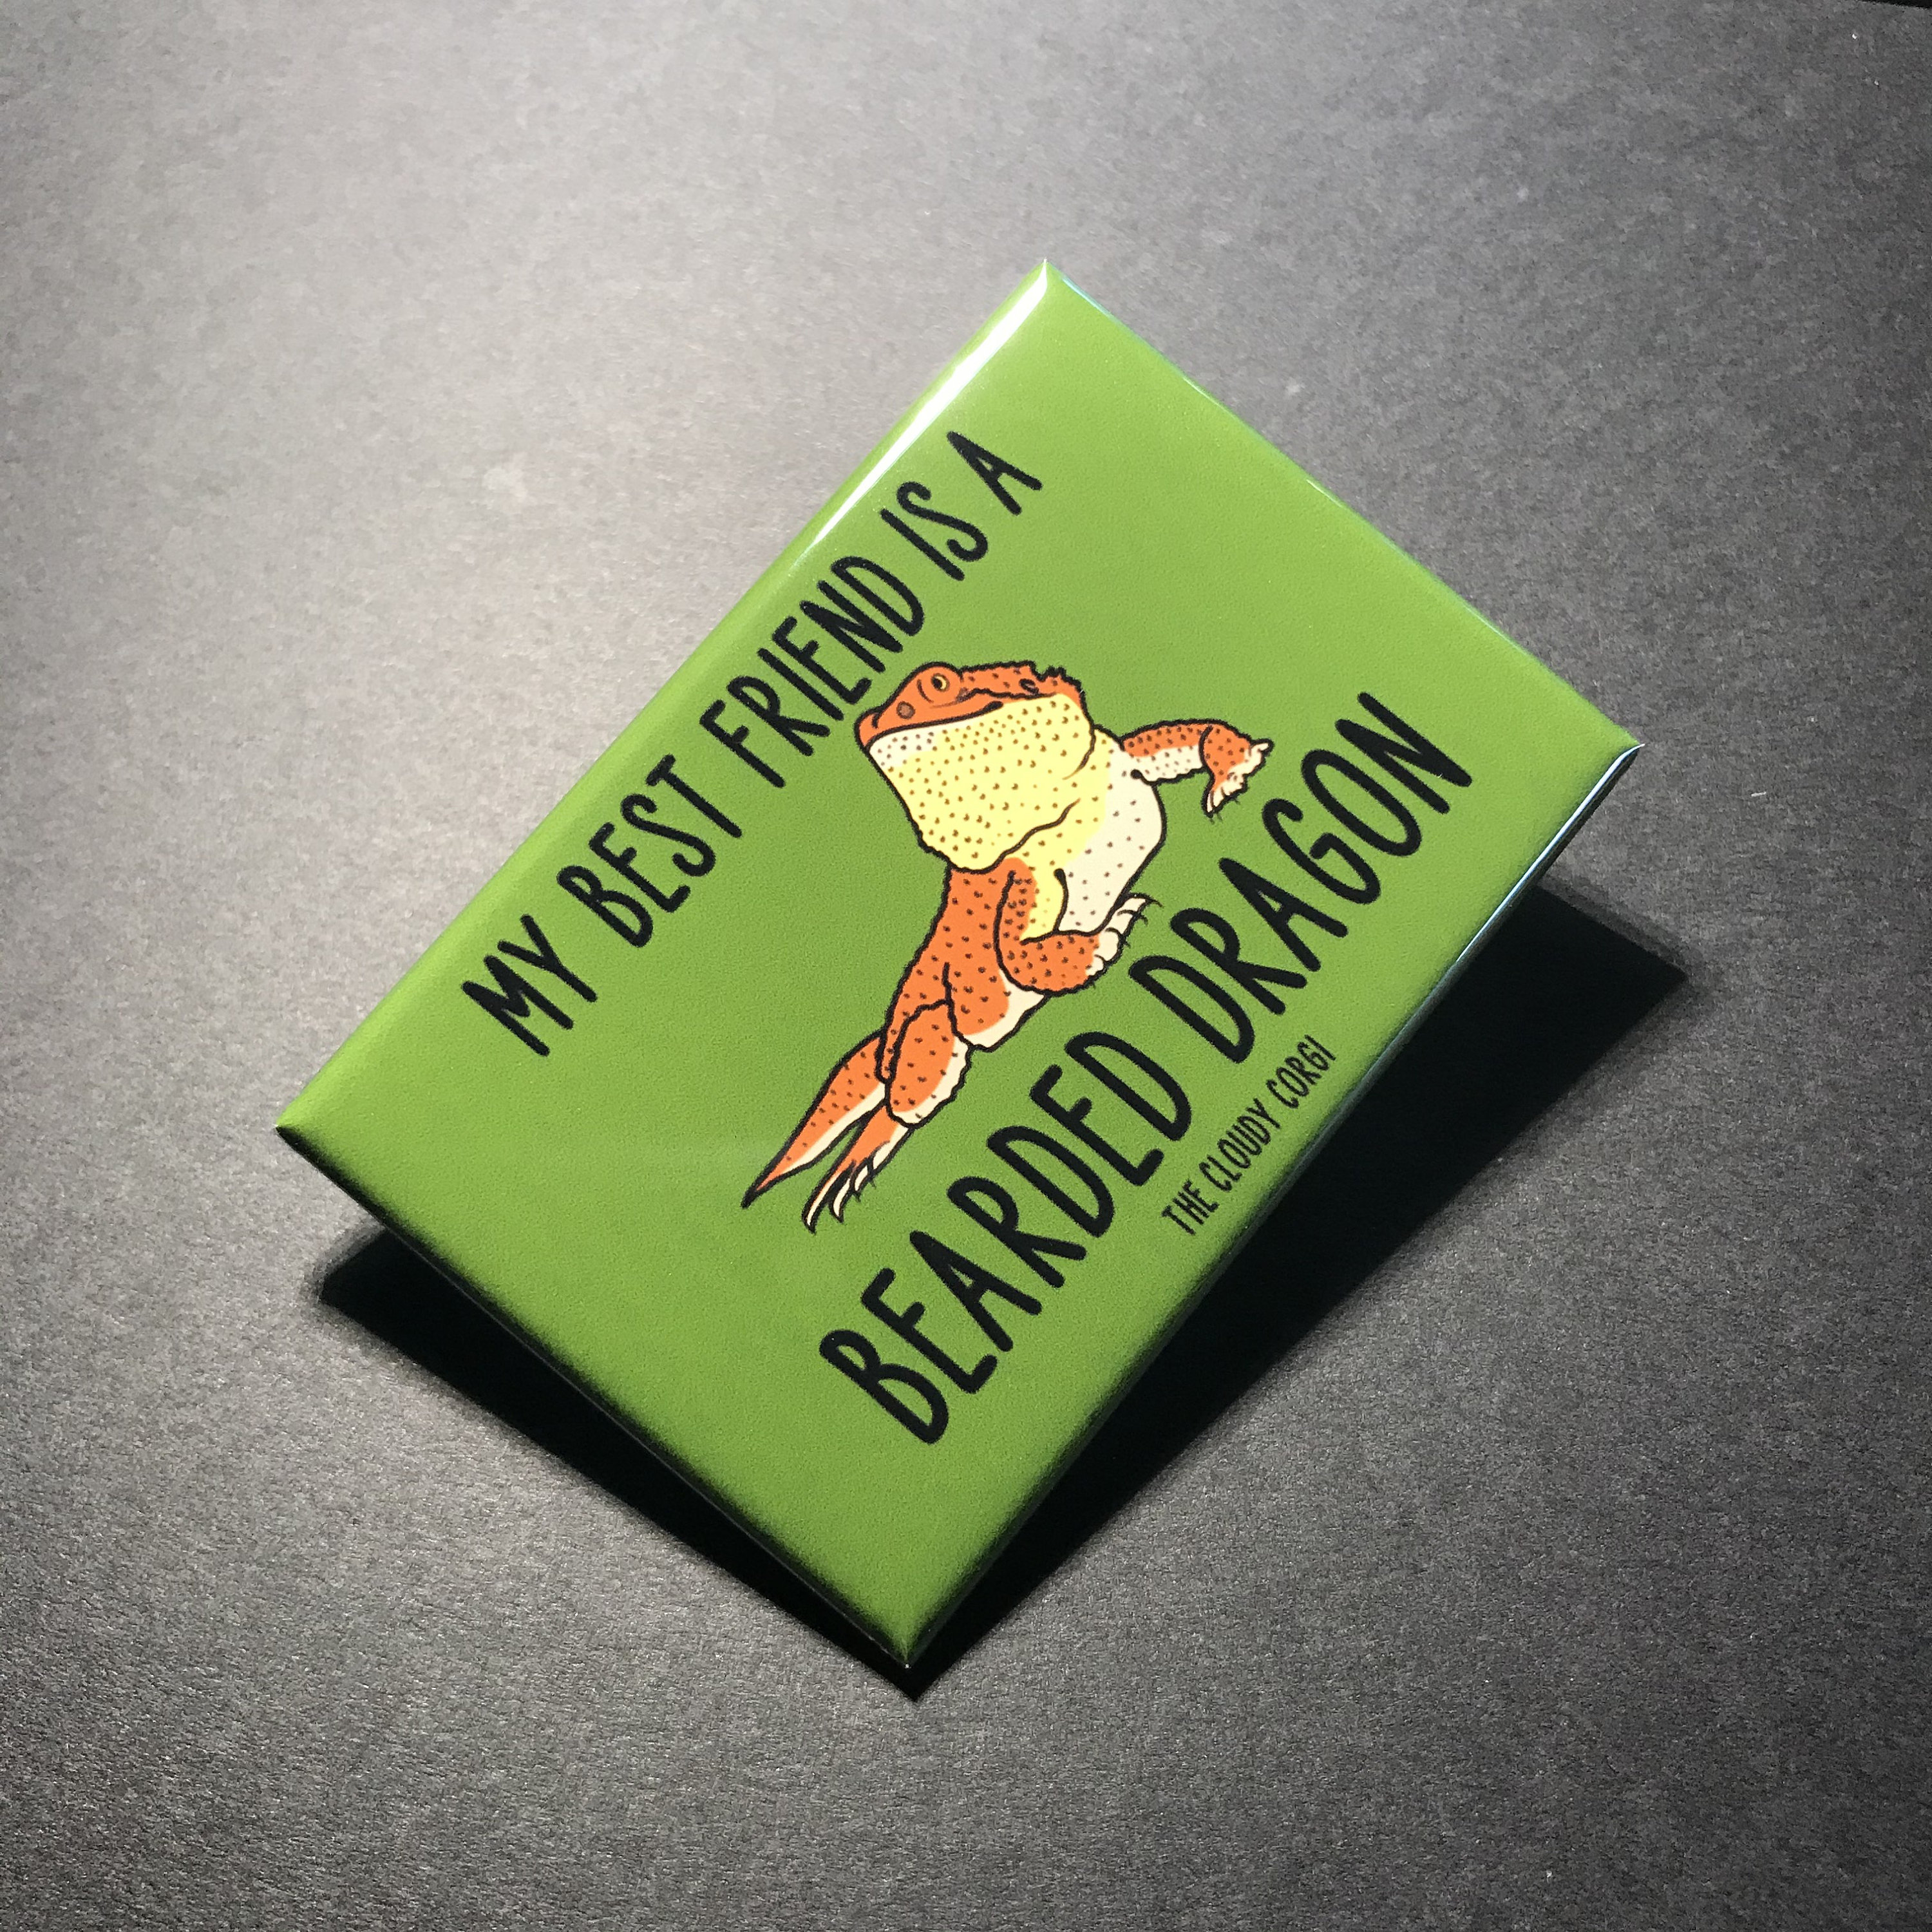 MY BEST FRIEND IS A
BEARDED DRAGON
THE CLOUDY CORGI